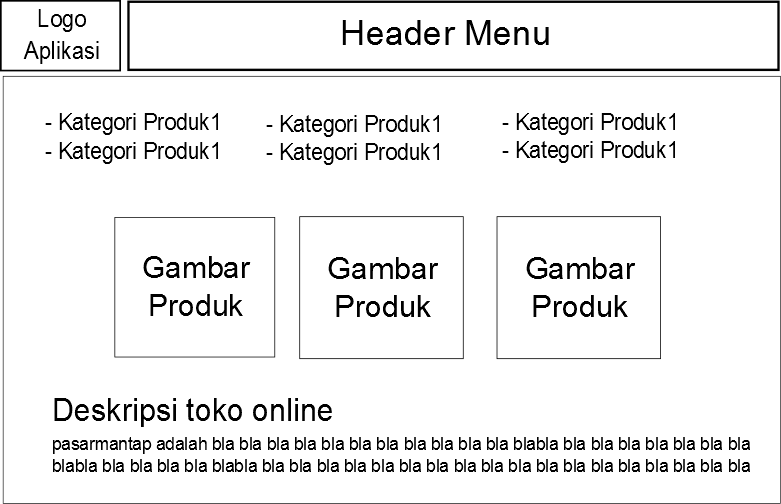 Logo
Aplikasi
Header Menu
- Kategori Produk1
- Kategori Produk1
- Kategori Produk1
- Kategori Produk1
- Kategori Produk1
- Kategori Produk1
Gambar
Produk
Gambar
Produk
Gambar
Produk
Deskripsi toko online
pasarmantap adalah bla bla bla bla bla bla bla bla bla bla bla blabla bla bla bla bla bla bla bla bla
blabla bla bla bla bla bla blabla bla bla bla bla bla bla bla bla bla bla bla bla bla bla bla bla bla bla